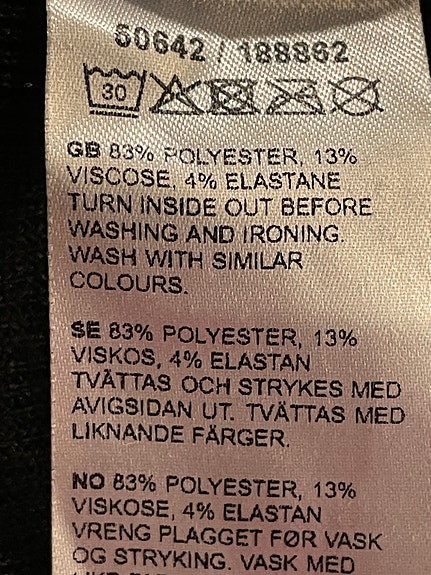 50642 / 188862
30
GB 83% POLYESTER, 13%
VISCOSE, 4% ELASTANE
TURN INSIDE OUT BEFORE
WASHING AND IRONING.
WASH WITH SIMILAR
COLOURS.
SE 83% POLYESTER, 13%
VISKOS, 4% ELASTAN
TVÄTTAS OCH STRYKES MED
AVIGSIDAN UT. TVÄTTAS MED
LIKNANDE FÄRGER.
NO 83% POLYESTER, 13%
VISKOSE, 4% ELASTAN
VRENG PLAGGET FØR VASK
OG STRYKING. VASK MED